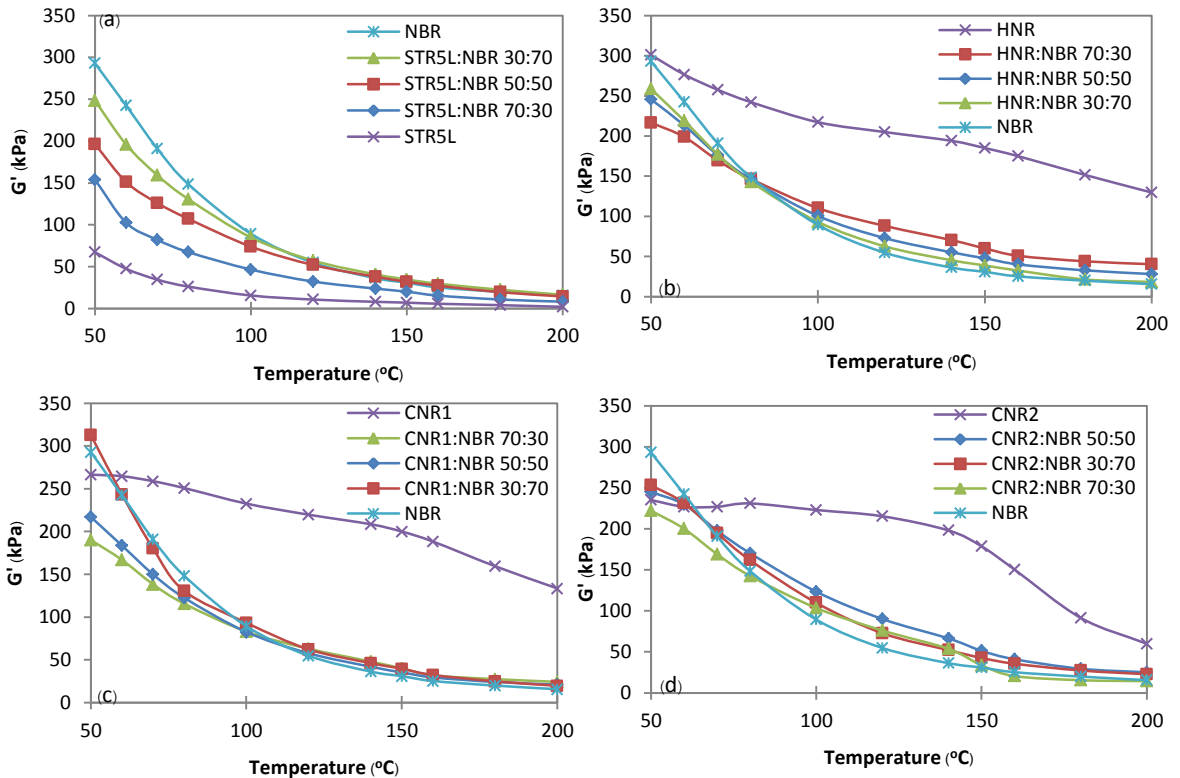 (a)
350
300
250
200
150
100
50
0
G' (kPa)
50
100
150
200
Temperature (°C)
NBR
STR5L:NBR 30:70
STR5L:NBR 50:50
STR5L:NBR 70:30
STR5L
350
300
250
200
150
100
50
0
G' (kPa)
(b)
50
100
150
200
Temperature (°C)
HNR
HNR:NBR 70:30
HNR:NBR 50:50
HNR:NBR 30:70
NBR
350
300
250
200
150
100
50
0
G' (kPa)
(c)
50
100
150
200
Temperature (°C)
CNR1
CNR1:NBR 70:30
CNR1:NBR 50:50
CNR1:NBR 30:70
NBR
350
300
250
200
150
100
50
0
G' (kPa)
(d)
50
100
150
200
Temperature (°C)
CNR2
CNR2:NBR 50:50
CNR2:NBR 30:70
CNR2:NBR 70:30
NBR